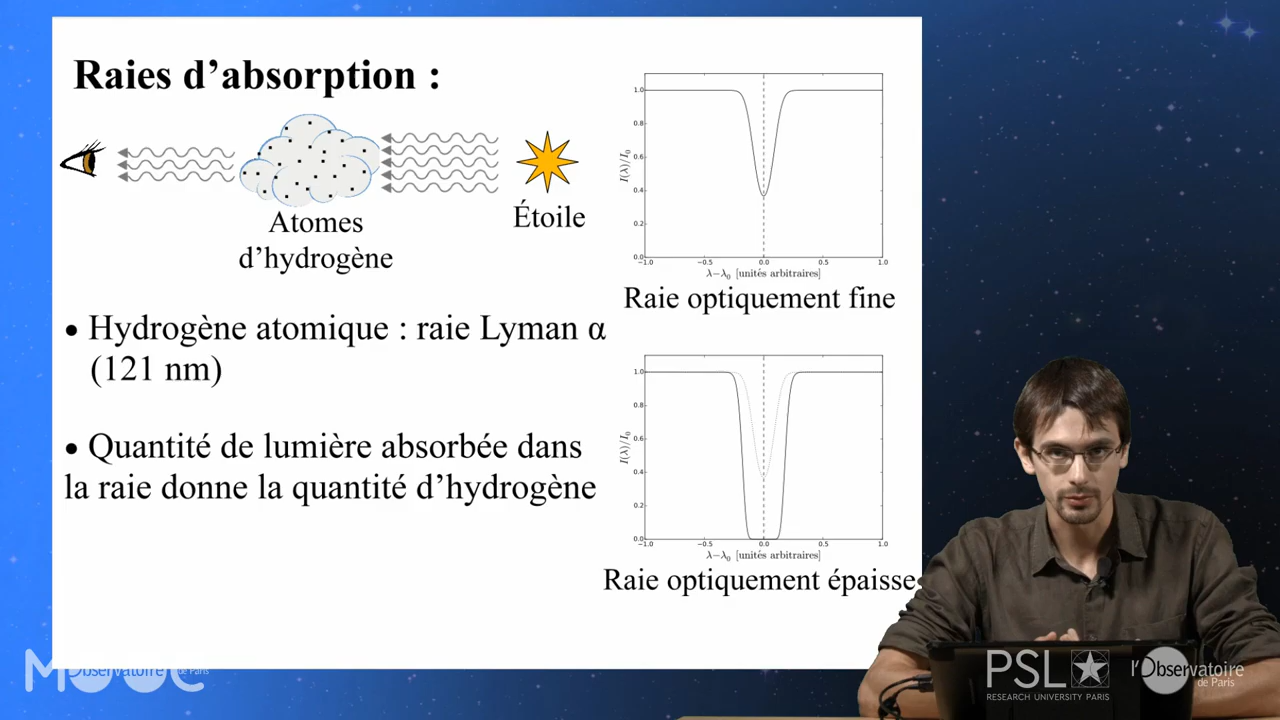 Raies d’absorption :
Atomes
d’hydrogène
Étoile
• Hydrogène atomique : raie Lyman α
(121 nm)
• Quantité de lumière absorbée dans
la raie donne la quantité d’hydrogène
1.0
0.8
0.6
0.4
0.2
0.0
I(λ)/I₀
−1.0 −0.5 0.0 0.5 1.0
λ−λ₀ [unités arbitraires]
Raie optiquement fine
1.0
0.8
0.6
0.4
0.2
0.0
I(λ)/I₀
−1.0 −0.5 0.0 0.5 1.0
λ−λ₀ [unités arbitraires]
Raie optiquement épaisse
MOOC
l’Observatoire
de Paris
PSL
RESEARCH UNIVERSITY PARIS
l’Observatoire
de Paris